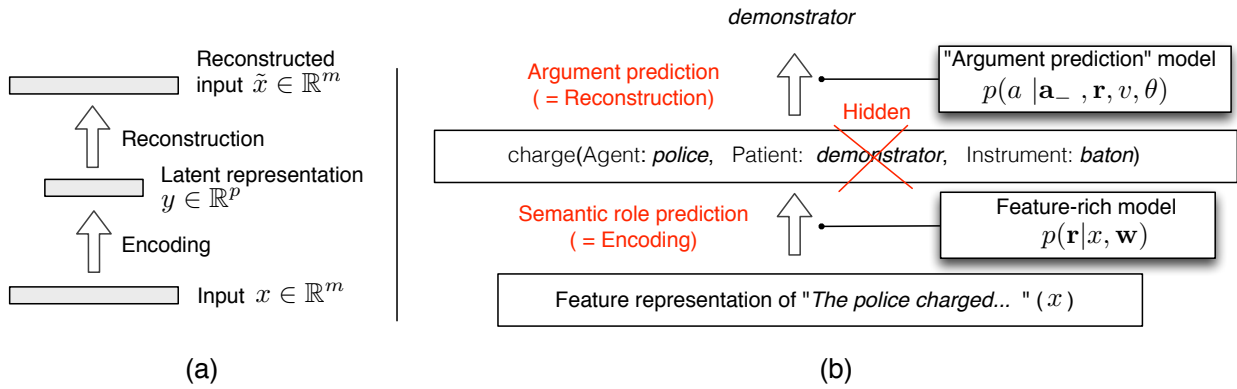 Reconstructed
input x̃ ∈ ℝ^m
Reconstruction
Latent representation
y ∈ ℝ^p
Encoding
Input x ∈ ℝ^m
(a)
demonstrator
Argument prediction
( = Reconstruction)
"Argument prediction" model
p(a |a_− , r, v, θ)
Hidden
charge(Agent: police, Patient: demonstrator, Instrument: baton)
Semantic role prediction
( = Encoding)
Feature-rich model
p(r|x, w)
Feature representation of "The police charged... " (x)
(b)